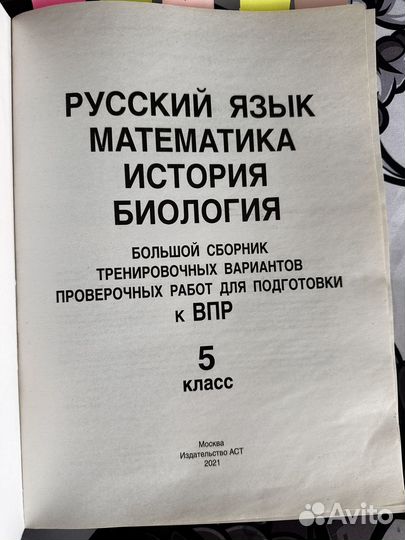 РУССКИЙ ЯЗЫК
МАТЕМАТИКА
ИСТОРИЯ
БИОЛОГИЯ
БОЛЬШОЙ СБОРНИК
ТРЕНИРОВОЧНЫХ ВАРИАНТОВ
ПРОВЕРОЧНЫХ РАБОТ ДЛЯ ПОДГОТОВКИ
К ВПР
5
класс
Москва
Издательство АСТ
2021
Avito